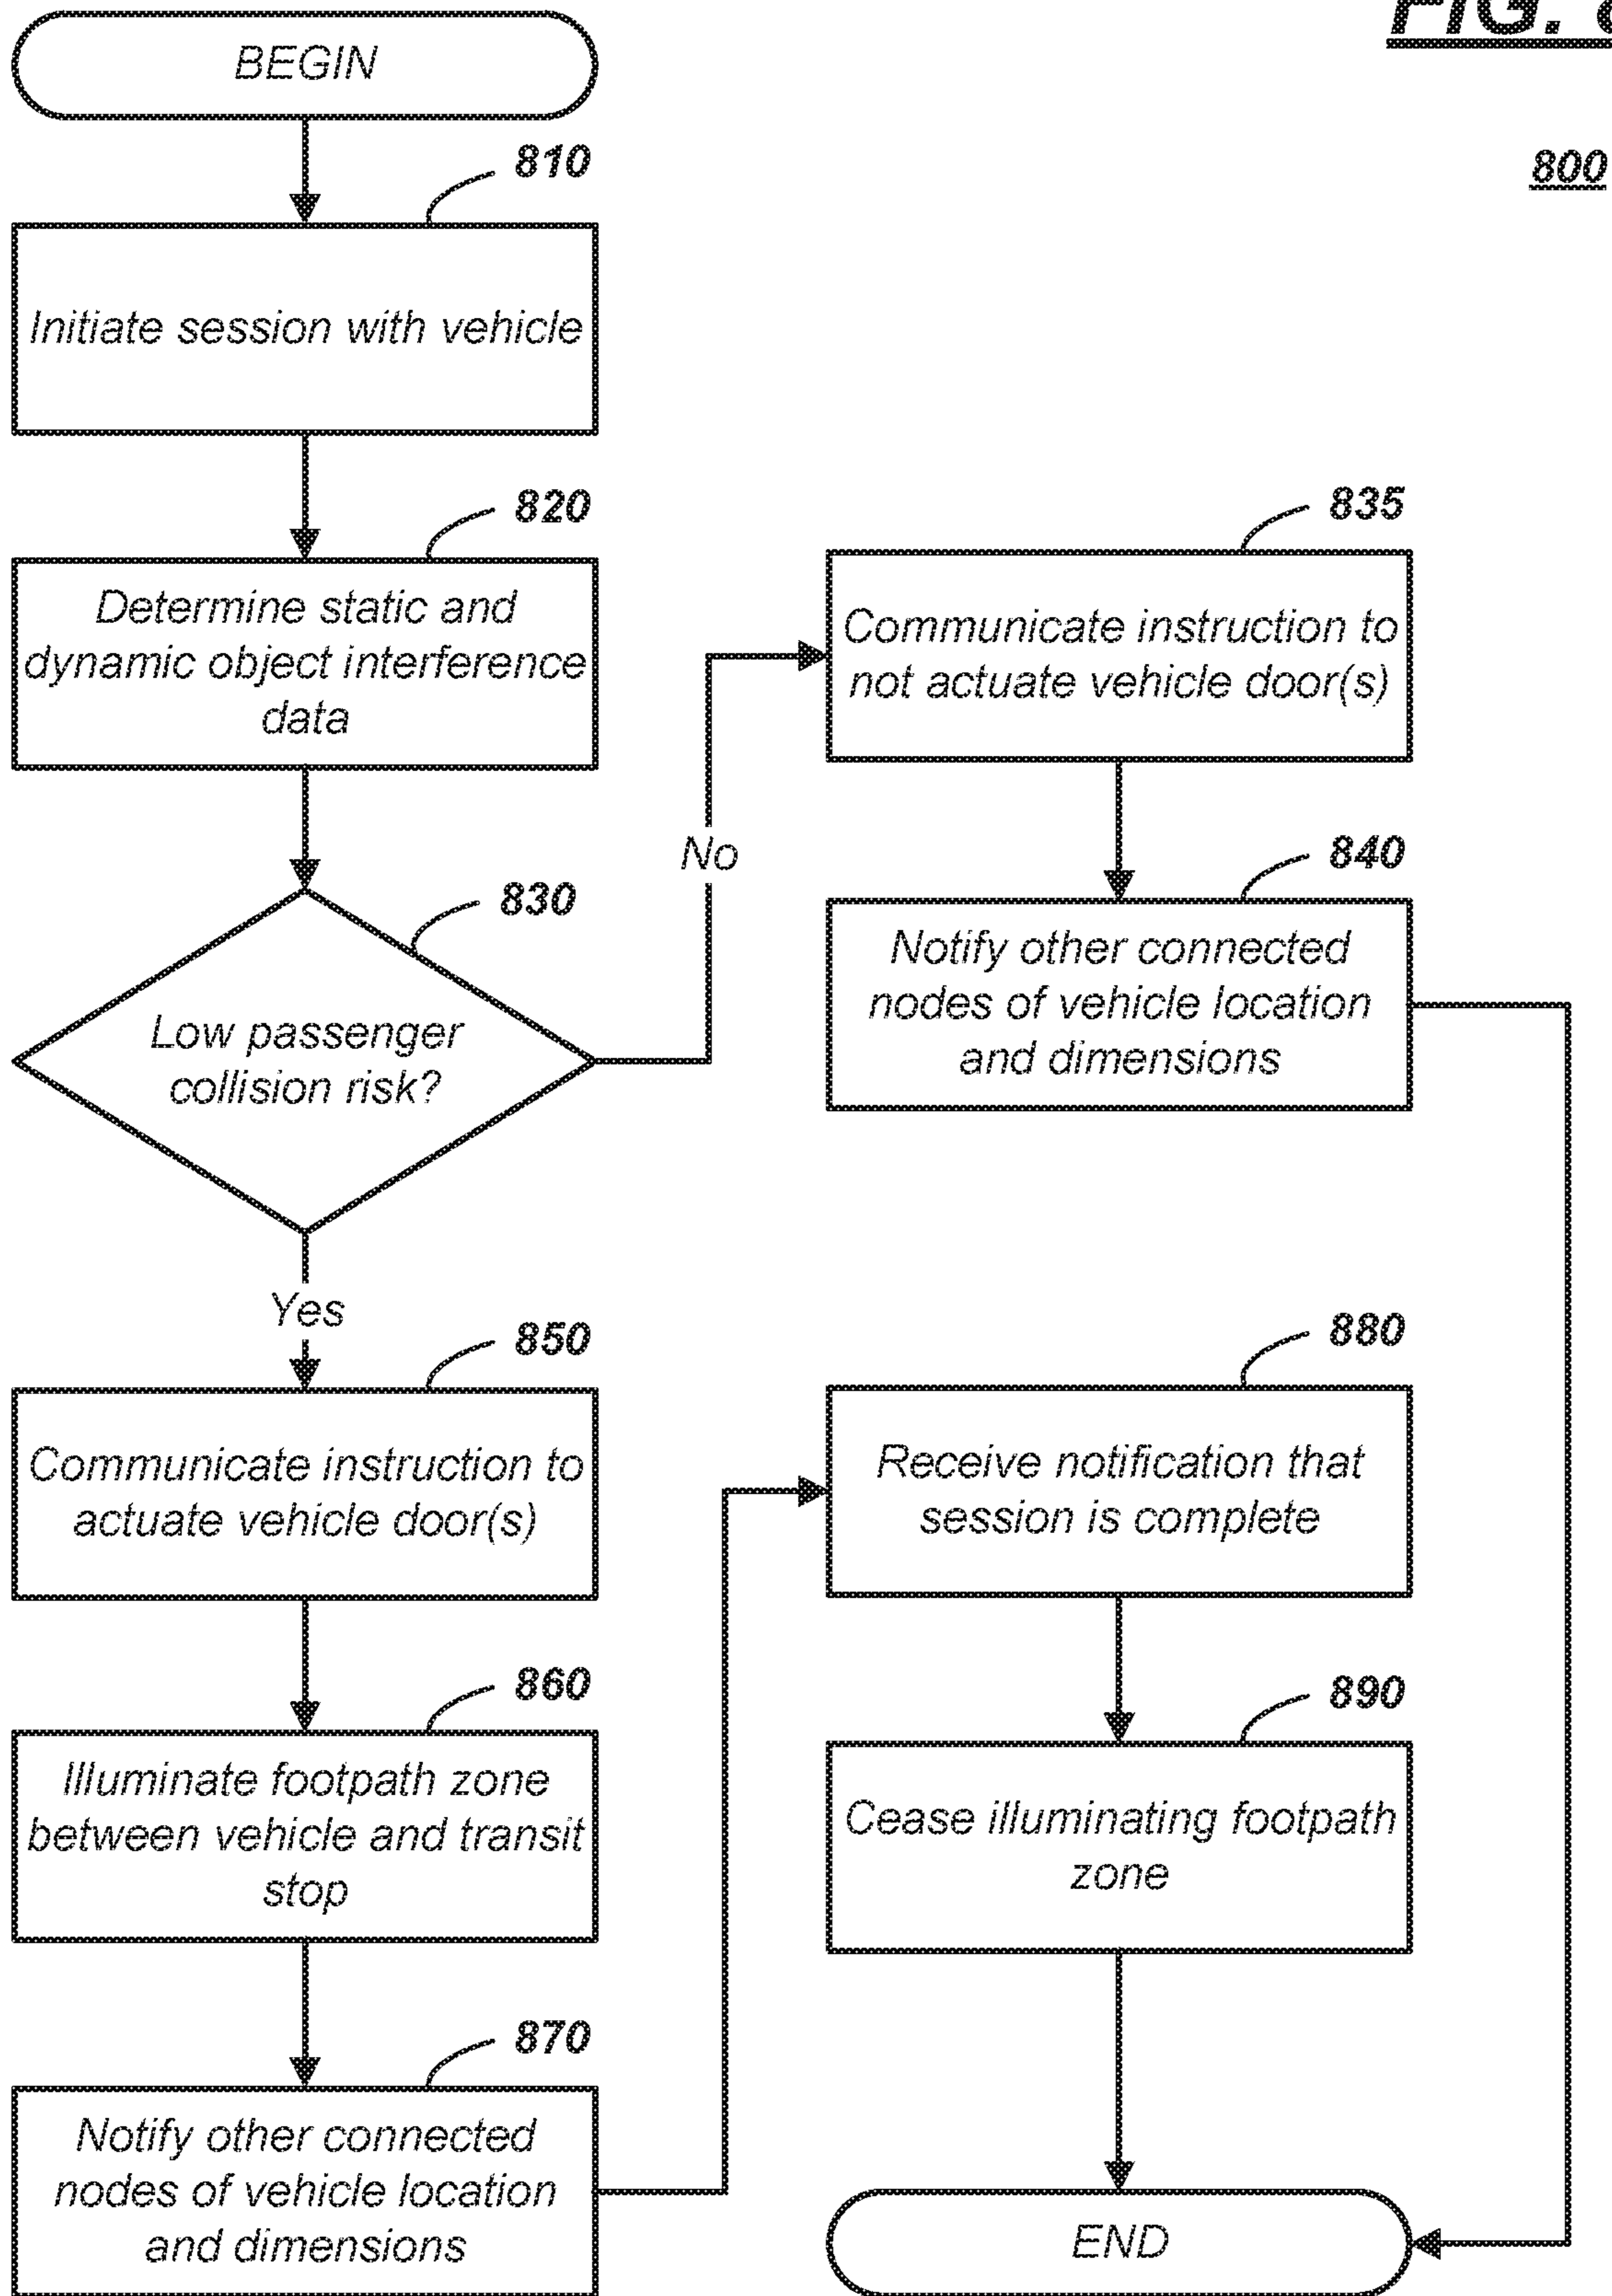 FIG. 8
800
BEGIN
810
Initiate session with vehicle
820
Determine static and
dynamic object interference
data
830
Low passenger
collision risk?
No
Yes
835
Communicate instruction to
not actuate vehicle door(s)
840
Notify other connected
nodes of vehicle location
and dimensions
850
Communicate instruction to
actuate vehicle door(s)
860
Illuminate footpath zone
between vehicle and transit
stop
870
Notify other connected
nodes of vehicle location
and dimensions
880
Receive notification that
session is complete
890
Cease illuminating footpath
zone
END